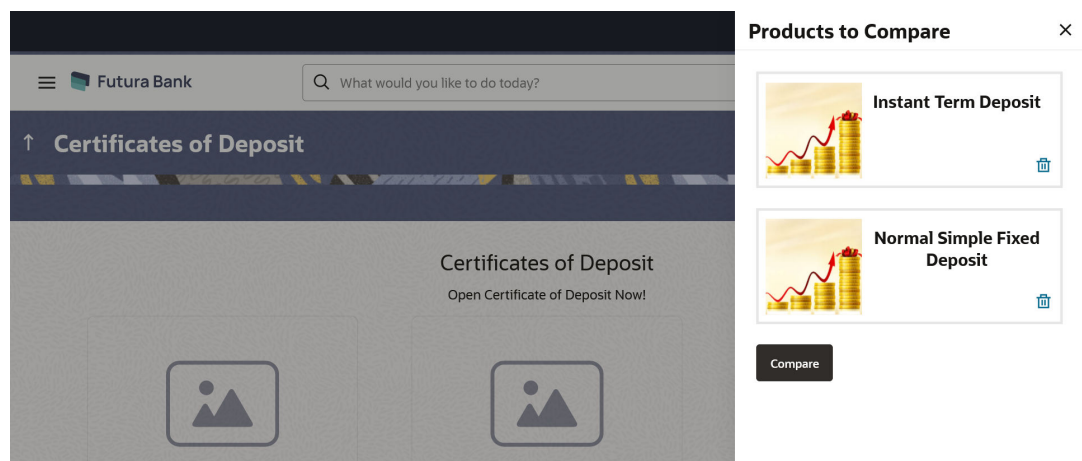 Products to Compare
Futura Bank
What would you like to do today?
Certificates of Deposit
Instant Term Deposit
Normal Simple Fixed
Deposit
Certificates of Deposit
Open Certificate of Deposit Now!
Compare